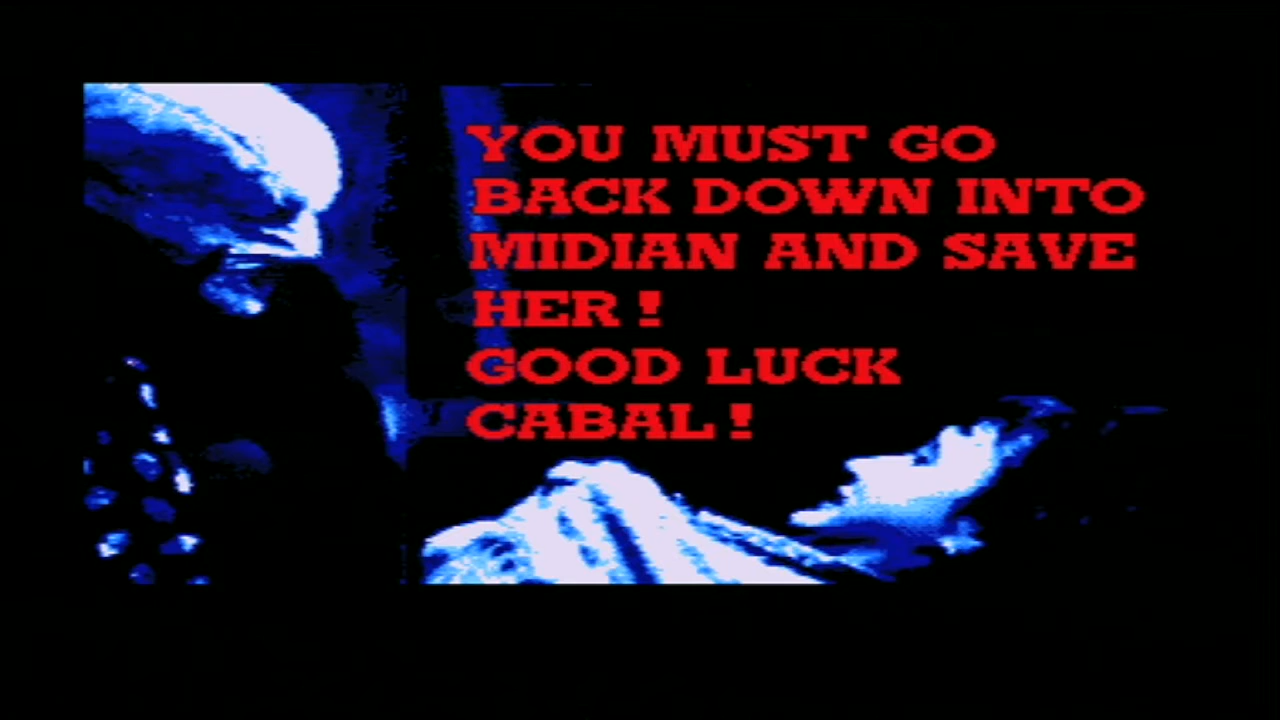 YOU MUST GO
BACK DOWN INTO
MIDIAN AND SAVE
HER !
GOOD LUCK
CABAL !